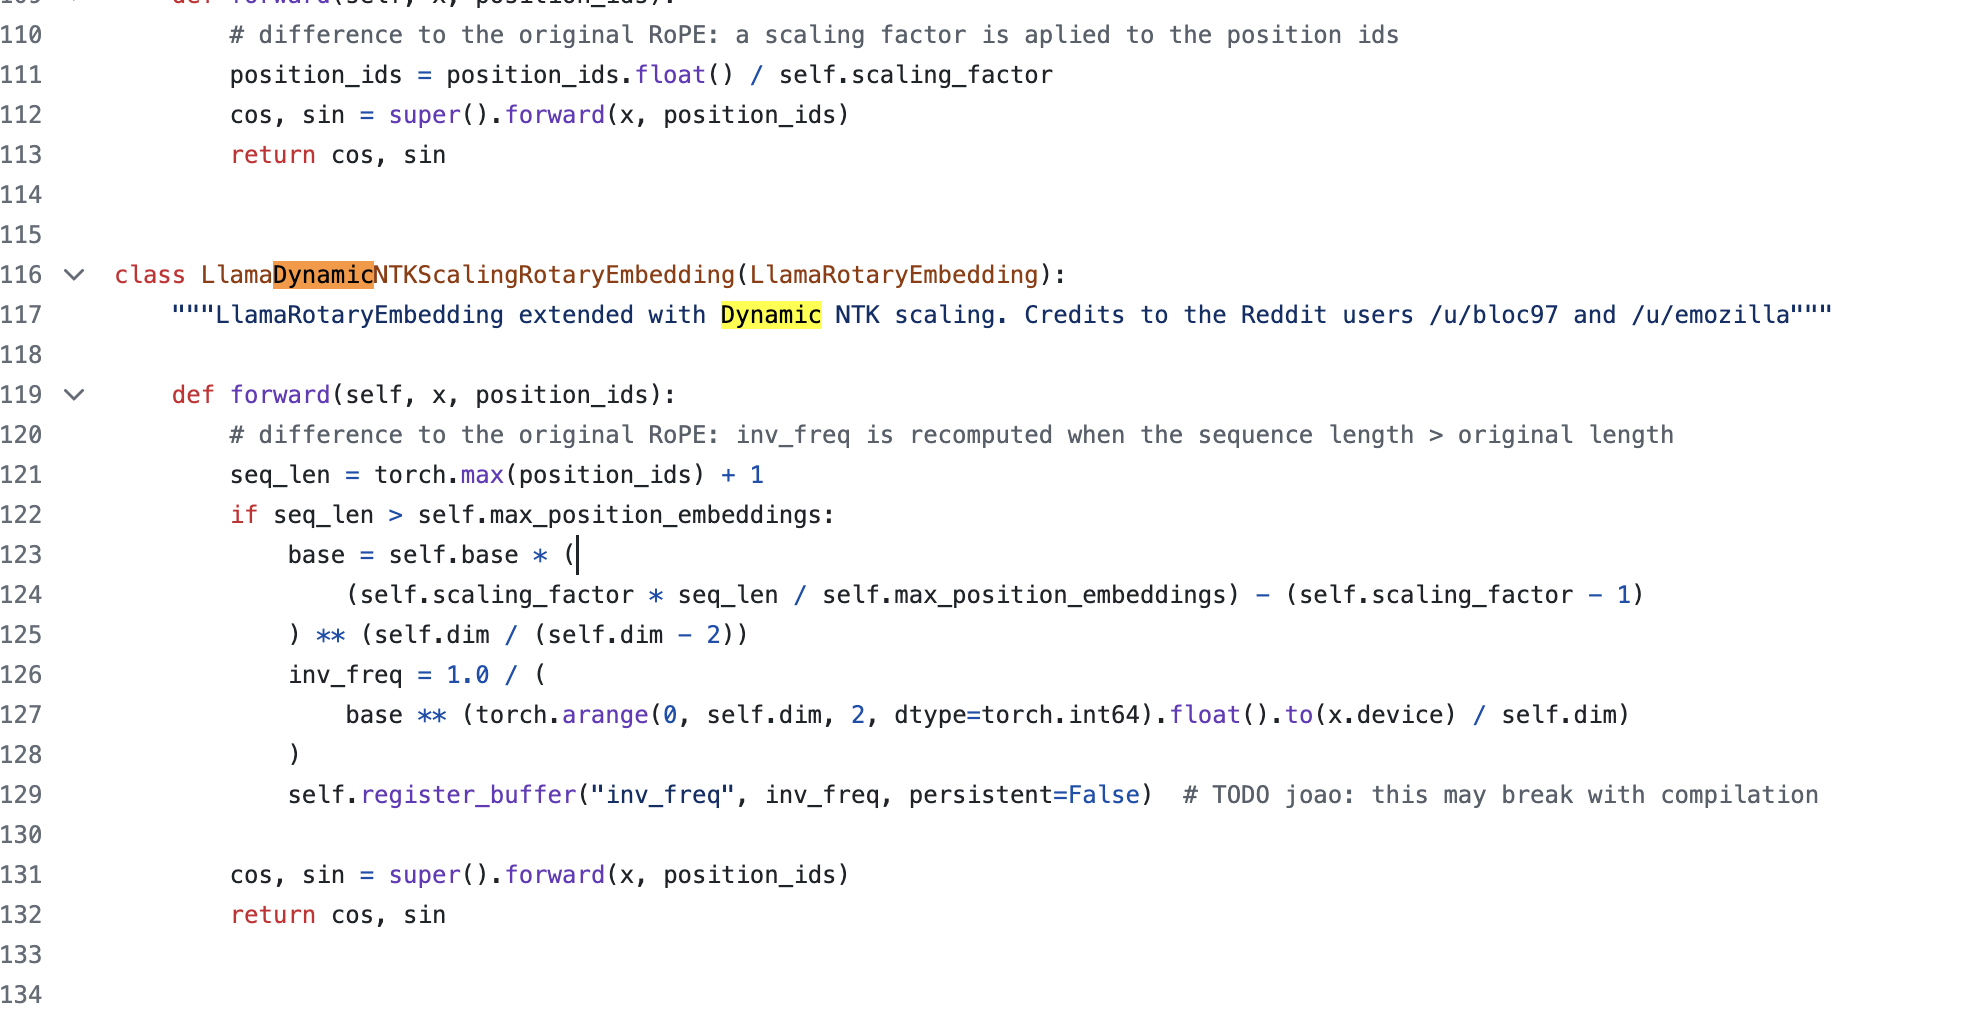 109 def forward(self, x, position_ids):
110 # difference to the original RoPE: a scaling factor is aplied to the position ids
111 position_ids = position_ids.float() / self.scaling_factor
112 cos, sin = super().forward(x, position_ids)
113 return cos, sin
114
115
116 class LlamaDynamicNTKScalingRotaryEmbedding(LlamaRotaryEmbedding):
117 """LlamaRotaryEmbedding extended with Dynamic NTK scaling. Credits to the Reddit users /u/bloc97 and /u/emozilla"""
118
119 def forward(self, x, position_ids):
120 # difference to the original RoPE: inv_freq is recomputed when the sequence length > original length
121 seq_len = torch.max(position_ids) + 1
122 if seq_len > self.max_position_embeddings:
123 base = self.base * (
124 (self.scaling_factor * seq_len / self.max_position_embeddings) - (self.scaling_factor - 1)
125 ) ** (self.dim / (self.dim - 2))
126 inv_freq = 1.0 / (
127 base ** (torch.arange(0, self.dim, 2, dtype=torch.int64).float().to(x.device) / self.dim)
128 )
129 self.register_buffer("inv_freq", inv_freq, persistent=False)  # TODO joao: this may break with compilation
130
131 cos, sin = super().forward(x, position_ids)
132 return cos, sin
133
134